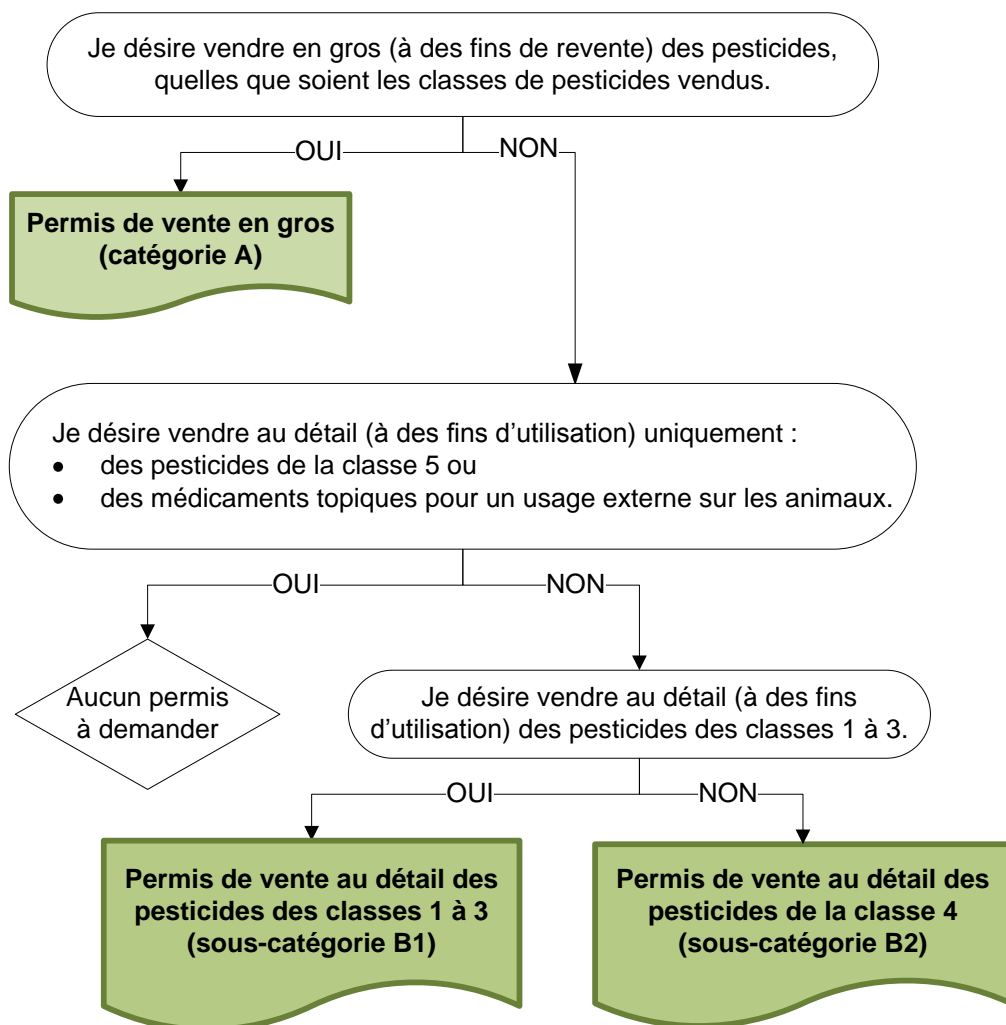 Je désire vendre en gros (à des fins de revente) des pesticides,
quelles que soient les classes de pesticides vendus.
OUI
NON
Permis de vente en gros
(catégorie A)
Je désire vendre au détail (à des fins d’utilisation) uniquement :
• des pesticides de la classe 5 ou
• des médicaments topiques pour un usage externe sur les animaux.
OUI
NON
Aucun permis
à demander
Je désire vendre au détail (à des fins
d’utilisation) des pesticides des classes 1 à 3.
OUI
NON
Permis de vente au détail des
pesticides des classes 1 à 3
(sous-catégorie B1)
Permis de vente au détail des
pesticides de la classe 4
(sous-catégorie B2)